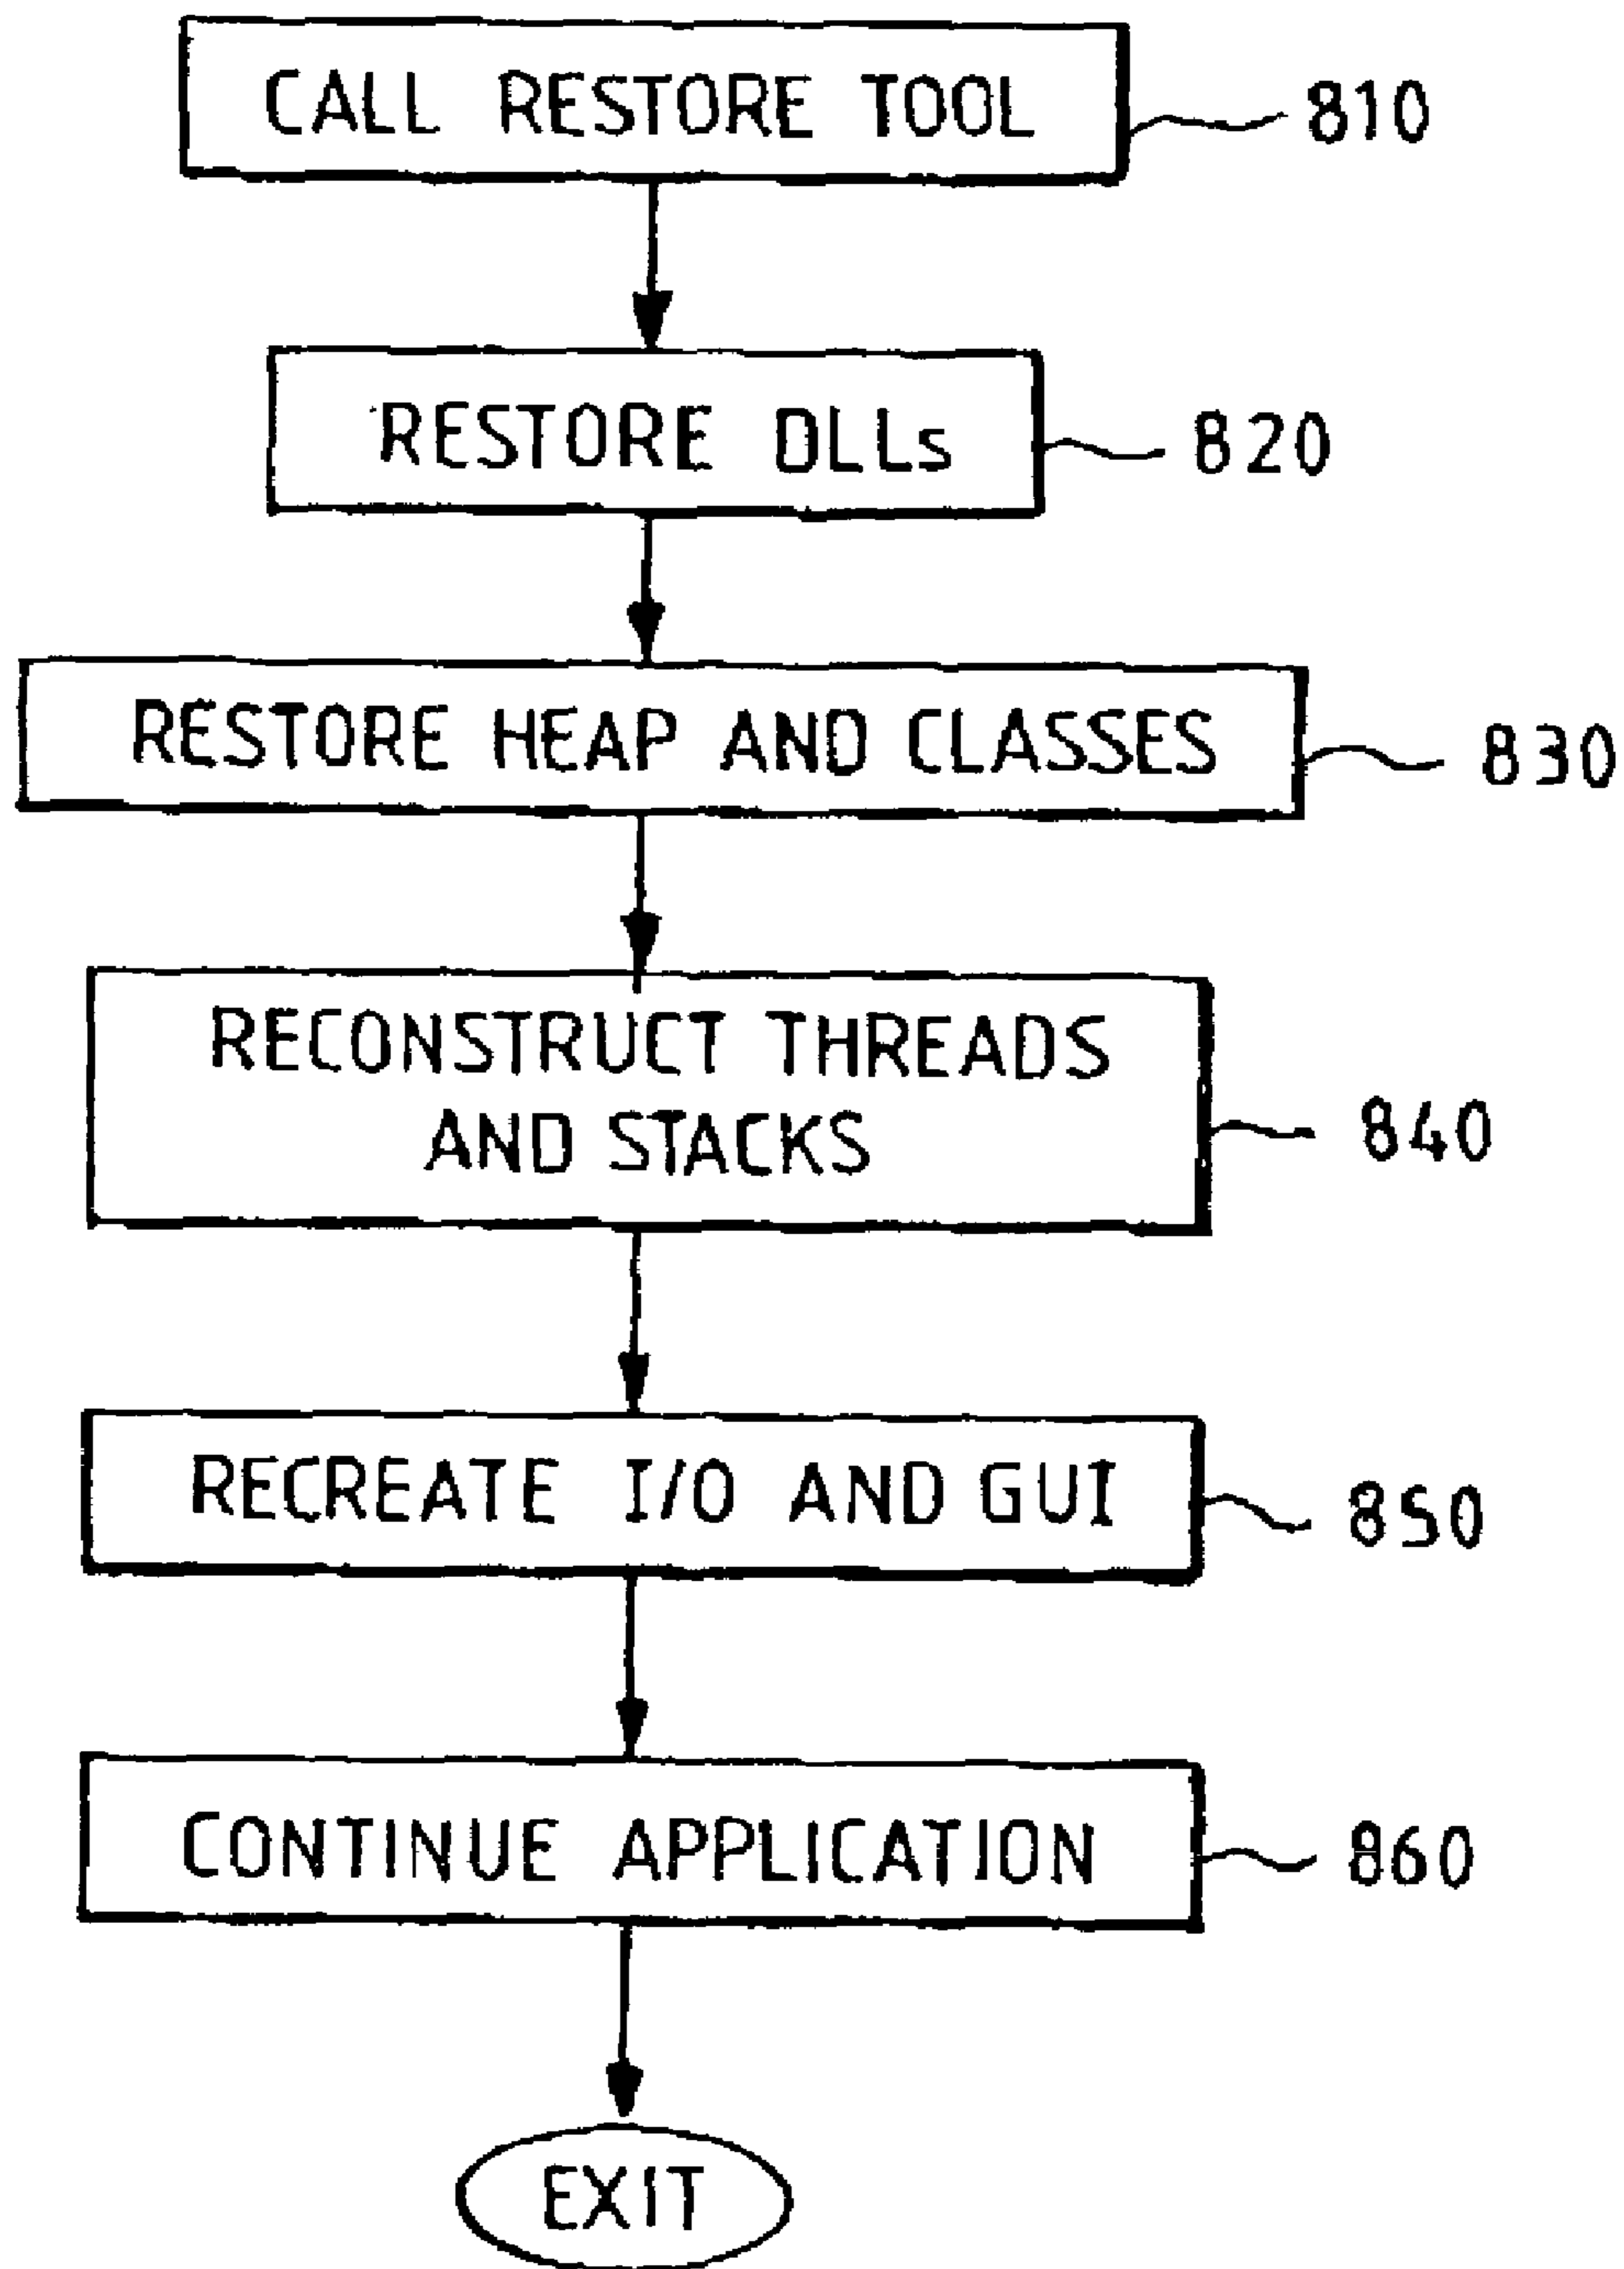 CALL RESTORE TOOL
810
RESTORE DLLs
820
RESTORE HEAP AND CLASSES
830
RECONSTRUCT THREADS
AND STACKS
840
RECREATE I/O AND GUI
850
CONTINUE APPLICATION
860
EXIT